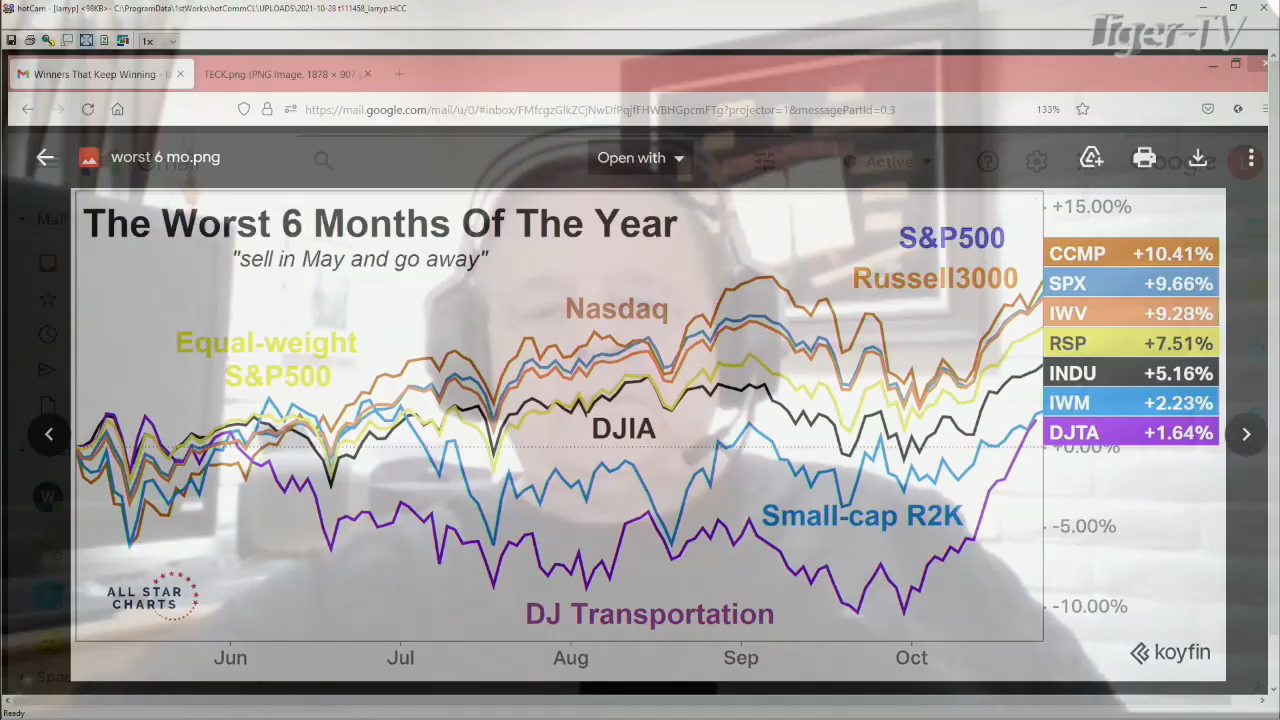 hotCam - [larryp] <98KB> - C:\ProgramData\1stWorks\hotCommCL\UPLOADS\2021-10-28 t111458_larryp.HCC
Tiger-TV
1x
Winners That Keep Winning -
TECK.png (PNG Image, 1878 × 907
https://mail.google.com/mail/u/0/#inbox/FMfcgzGlkZCjNwDfPqjfFHWBHGpcmFTg?projector=1&messagePartId=0.3
133%
worst 6 mo.png
Open with
Active
Mail
The Worst 6 Months Of The Year
"sell in May and go away"
S&P500
Russell3000
Nasdaq
Equal-weight
S&P500
DJIA
Small-cap R2K
DJ Transportation
+15.00%
CCMP +10.41%
SPX +9.66%
IWV +9.28%
RSP +7.51%
INDU +5.16%
IWM +2.23%
DJTA +1.64%
+0.00%
-5.00%
-10.00%
ALL STAR
CHARTS
Jun Jul Aug Sep Oct
koyfin
W
Spac
Ready